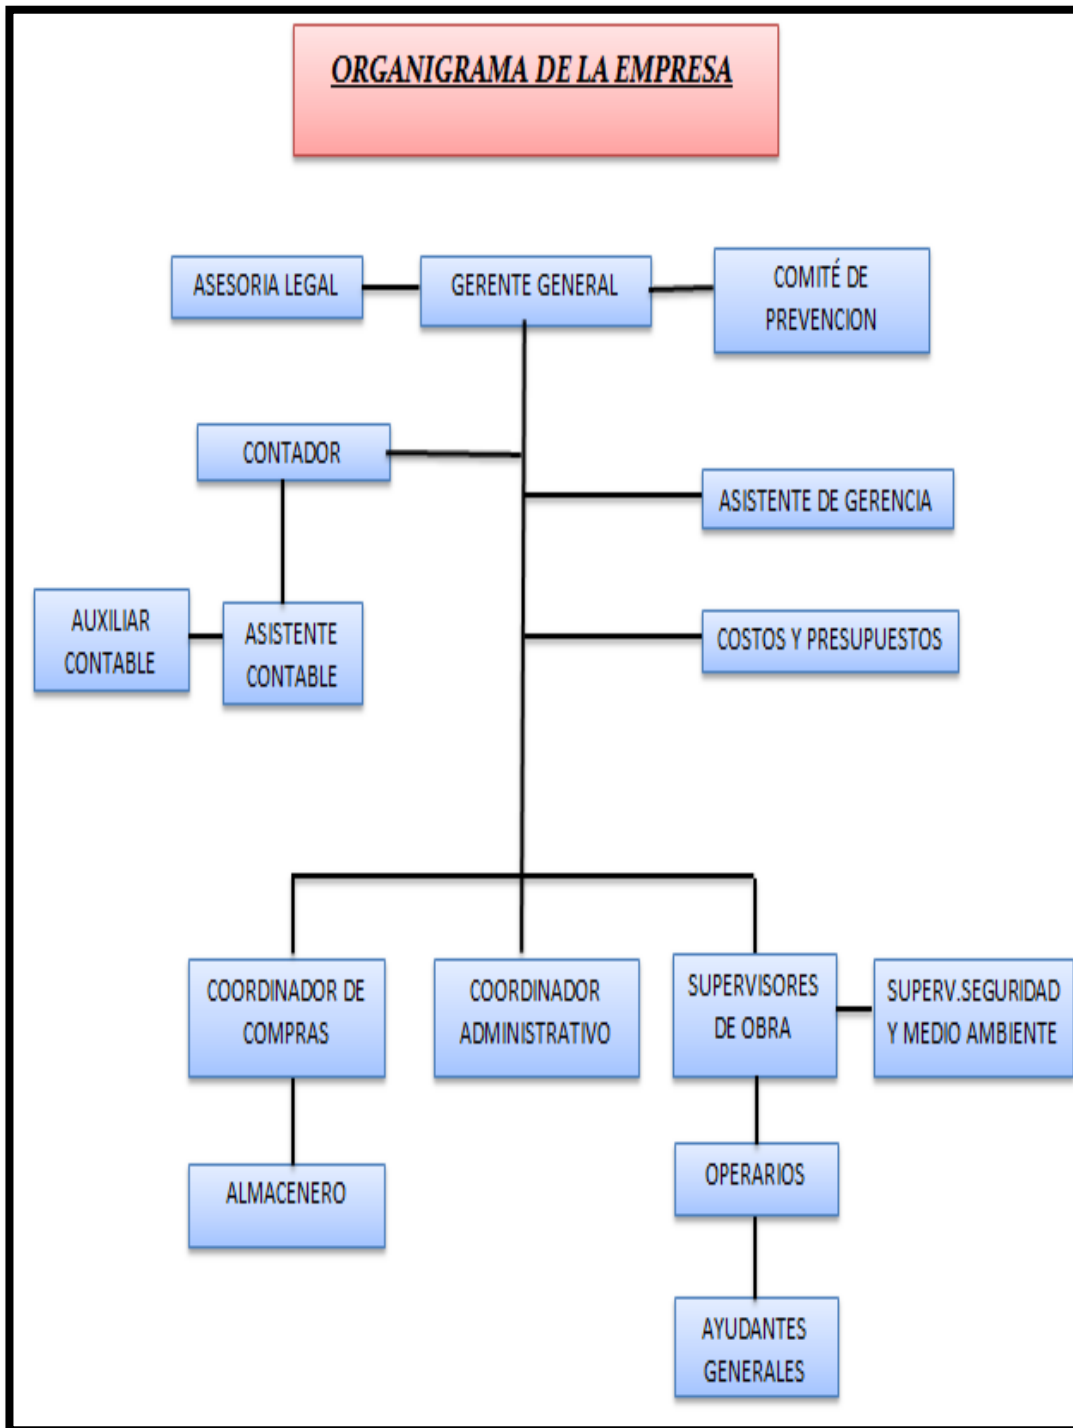 ORGANIGRAMA DE LA EMPRESA
ASESORIA LEGAL
GERENTE GENERAL
COMITÉ DE
PREVENCION
CONTADOR
ASISTENTE DE GERENCIA
AUXILIAR
CONTABLE
ASISTENTE
CONTABLE
COSTOS Y PRESUPUESTOS
COORDINADOR DE
COMPRAS
COORDINADOR
ADMINISTRATIVO
SUPERVISORES
DE OBRA
SUPERV.SEGURIDAD
Y MEDIO AMBIENTE
ALMACENERO
OPERARIOS
AYUDANTES
GENERALES